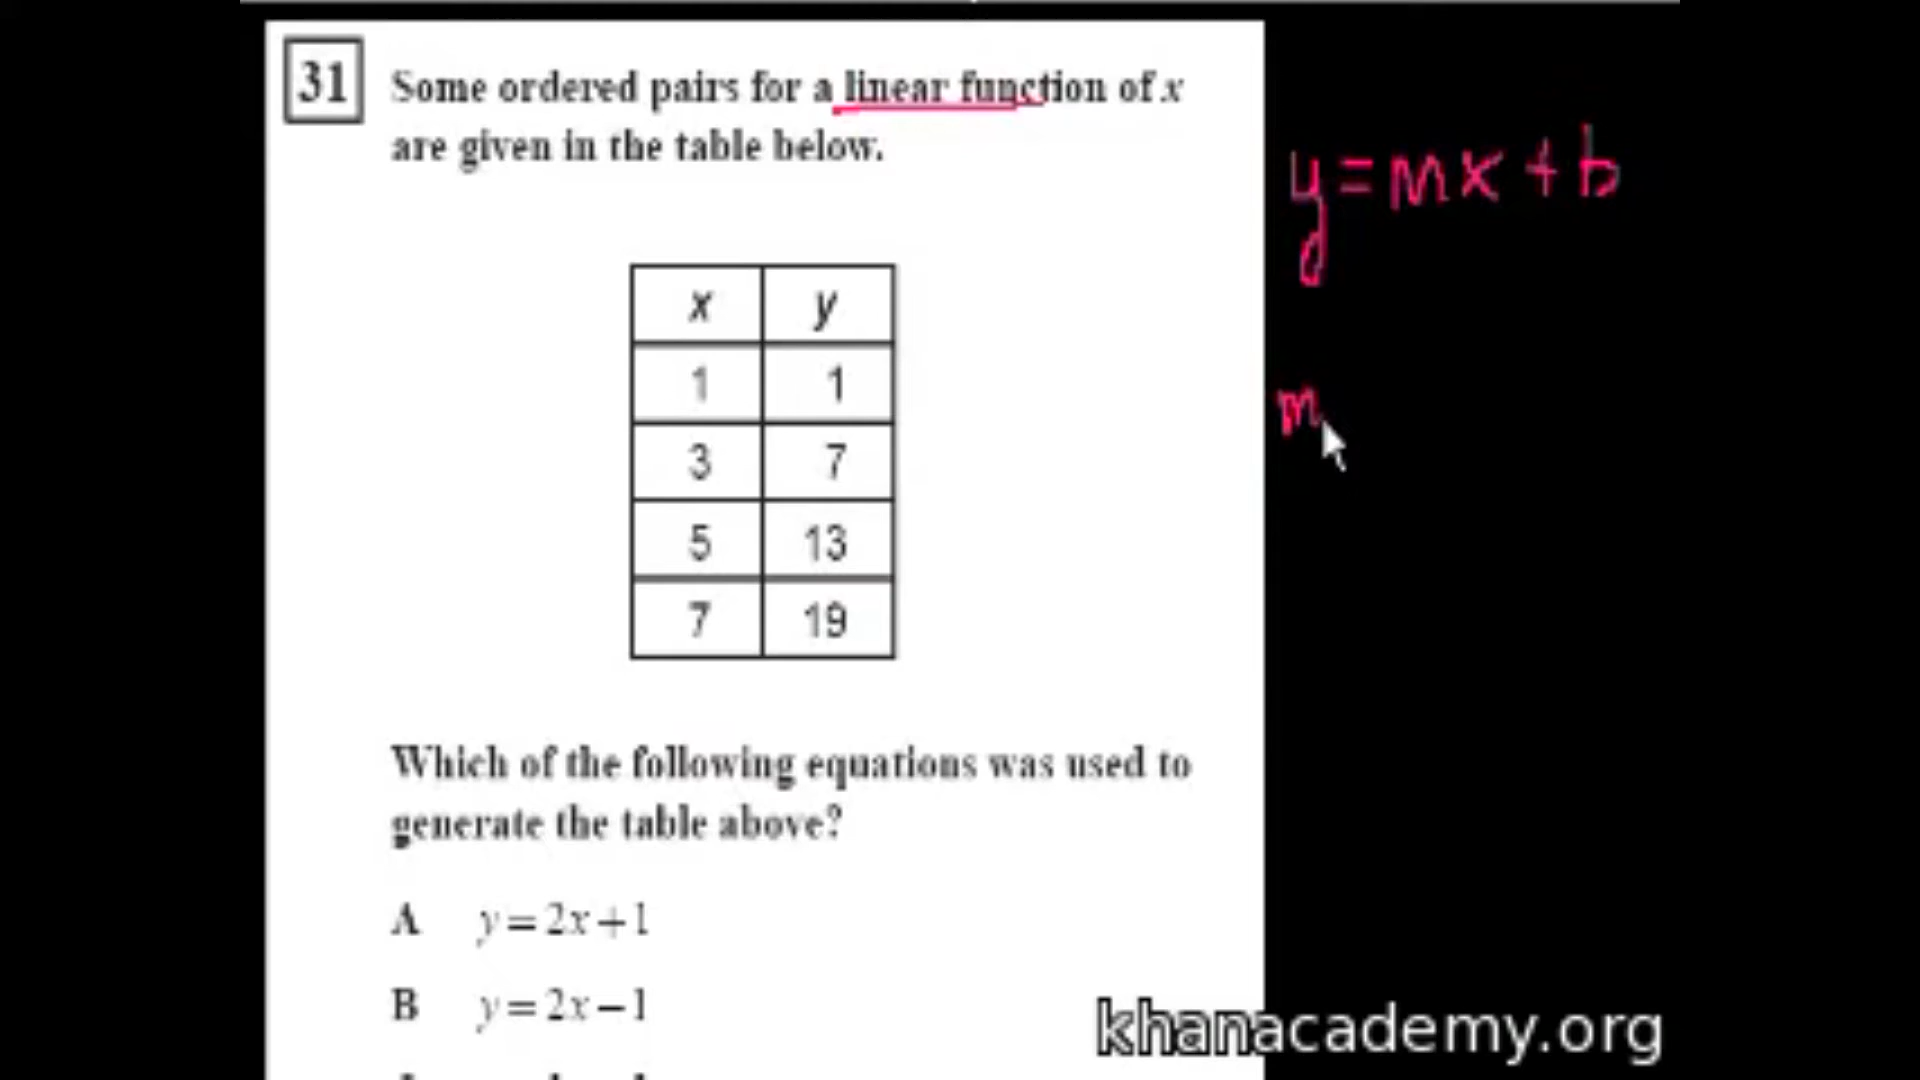 31
Some ordered pairs for a linear function of x
are given in the table below.
y = mx + b
x y
1 1
m
3 7
5 13
7 19
Which of the following equations was used to
generate the table above?
A y=2x+1
B y=2x−1
khanacademy.org